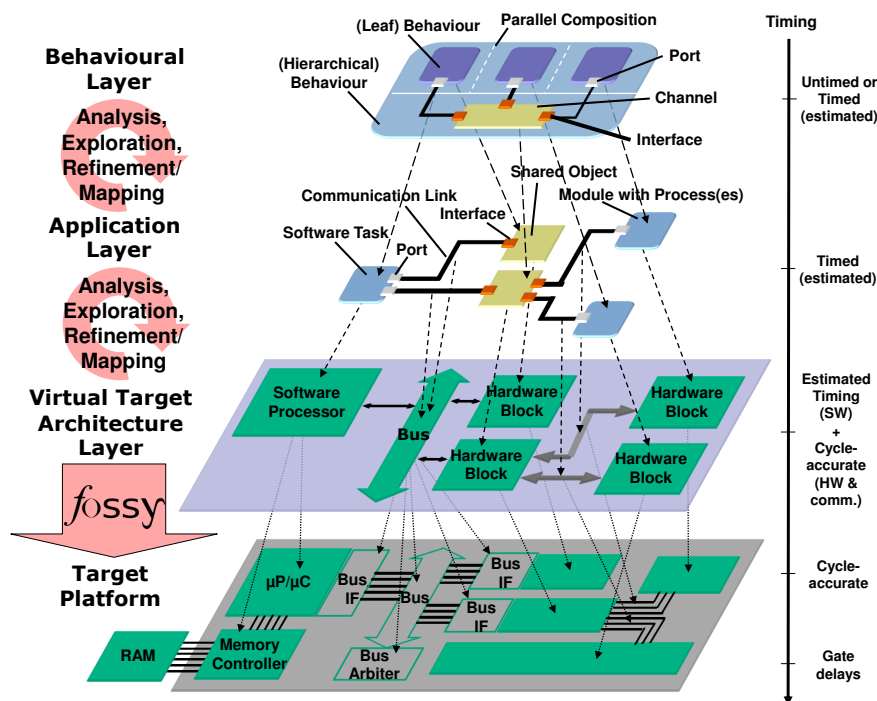 (Leaf) Behaviour
Parallel Composition
Timing
Behavioural
Layer
(Hierarchical)
Behaviour
Port
Channel
Untimed or
Timed
(estimated)
Analysis,
Exploration,
Refinement/
Mapping
Interface
Shared Object
Communication Link
Module with Process(es)
Interface
Application
Layer
Software Task
Port
Timed
(estimated)
Analysis,
Exploration,
Refinement/
Mapping
Virtual Target
Architecture
Layer
Software
Processor
Bus
Hardware
Block
Hardware
Block
Hardware
Block
Hardware
Block
Estimated
Timing
(SW)
+
Cycle-
accurate
(HW &
comm.)
fossy
Target
Platform
µP/µC
Bus
IF
Bus
Bus
IF
Bus
IF
Cycle-
accurate
RAM
Memory
Controller
Bus
Arbiter
Gate
delays